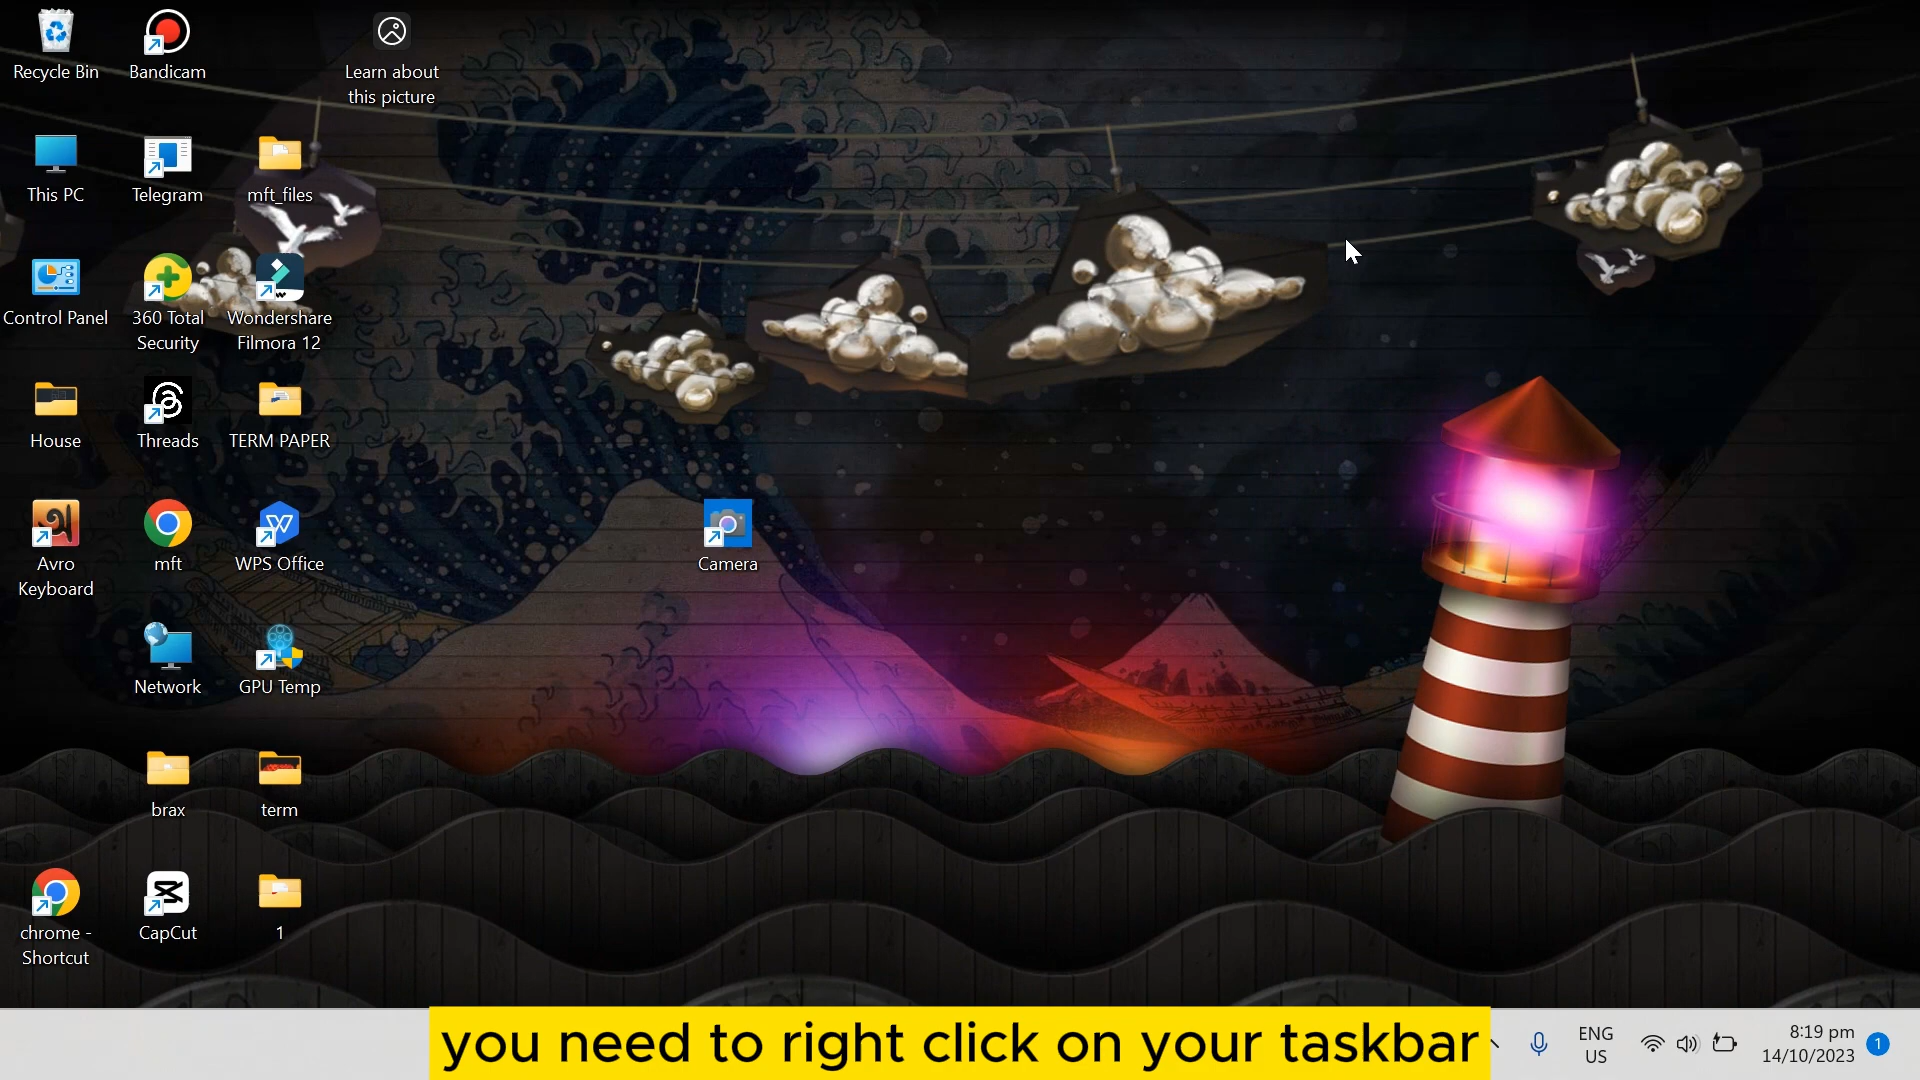 Recycle Bin
Bandicam
Learn about
this picture
This PC
Telegram
mft_files
Control Panel
360 Total
Security
Wondershare
Filmora 12
House
Threads
TERM PAPER
Avro
Keyboard
mft
WPS Office
Camera
Network
GPU Temp
brax
term
chrome -
Shortcut
CapCut
1
you need to right click on your taskbar
ENG
US
8:19 pm
14/10/2023
1